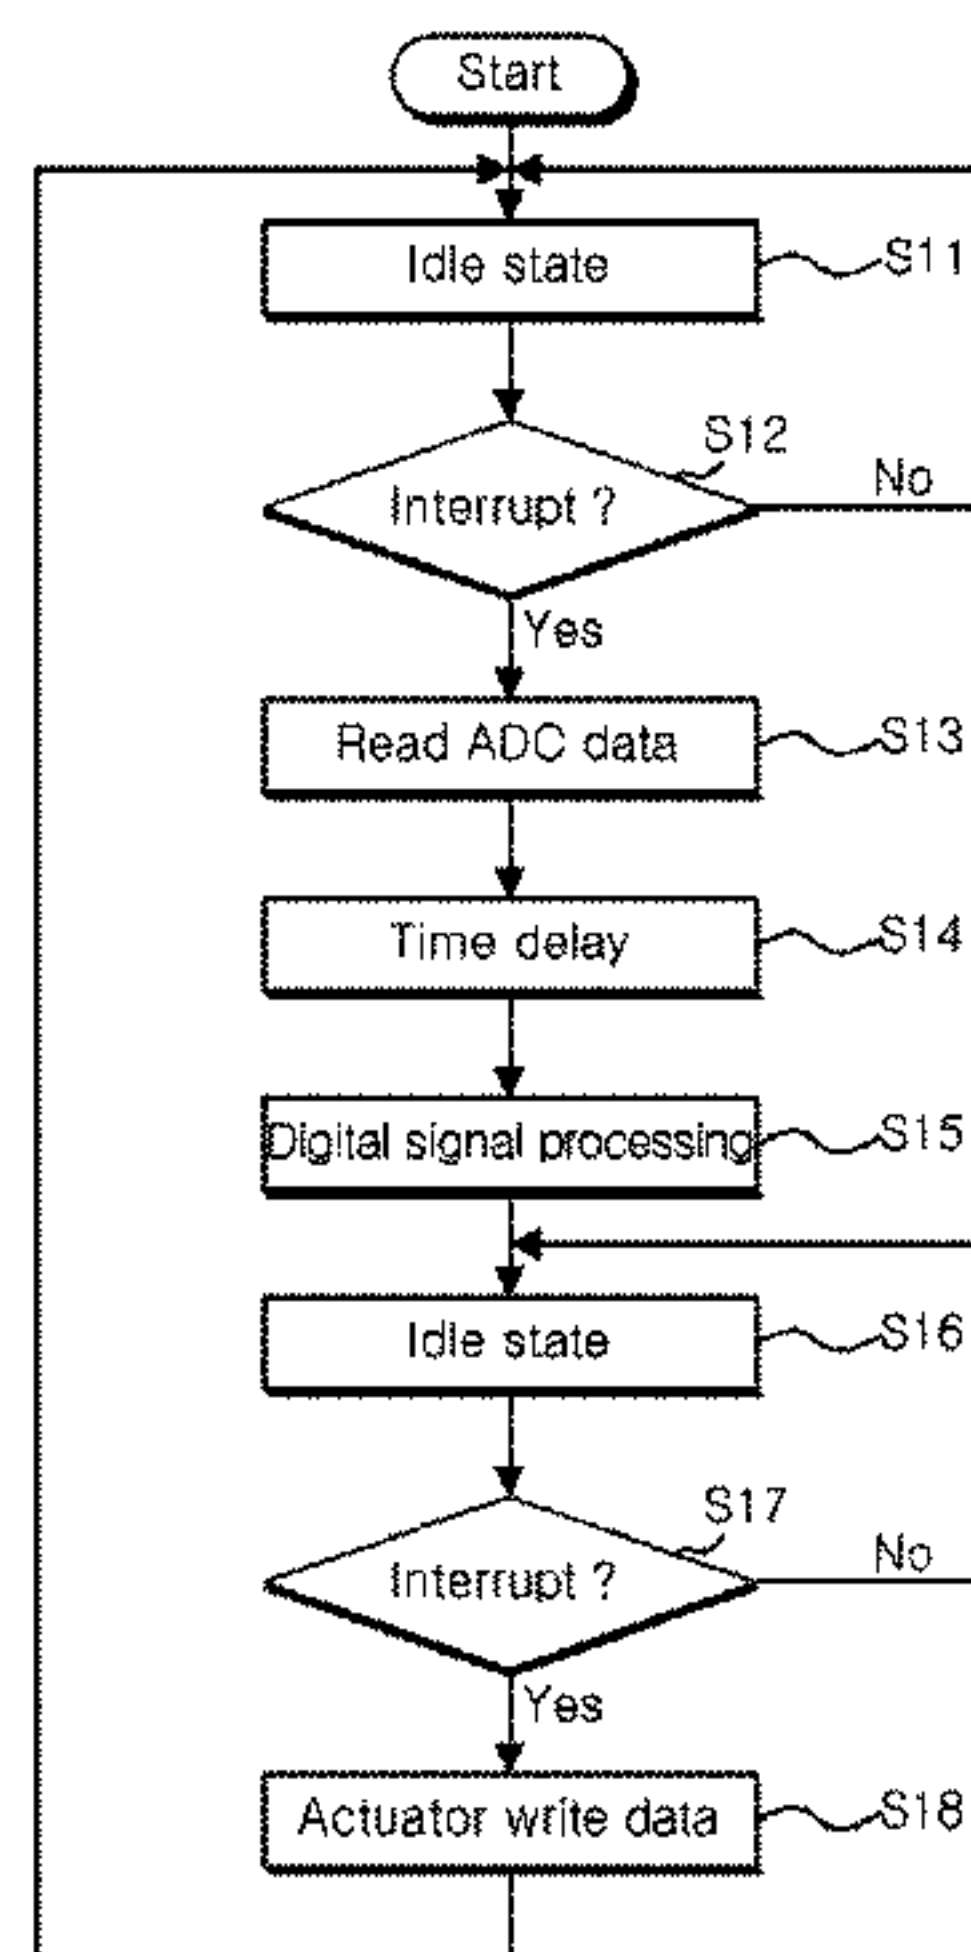 Start
Idle state
S11
S12
Interrupt ?
No
Yes
Read ADC data
S13
Time delay
S14
Digital signal processing
S15
Idle state
S16
S17
Interrupt ?
No
Yes
Actuator write data
S18